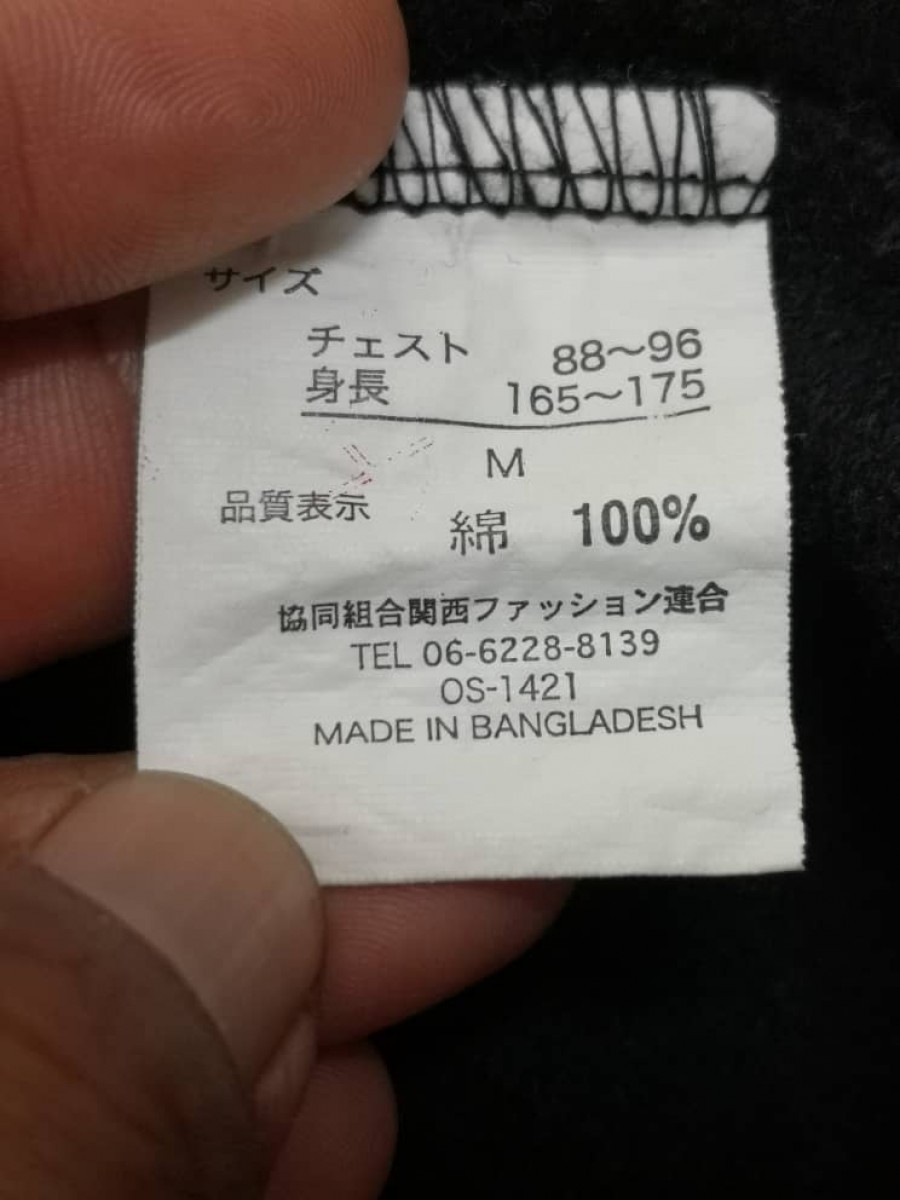 サイズ
チェスト 88～96
身長 165～175
M
品質表示
綿 100%
協同組合関西ファッション連合
TEL 06-6228-8139
OS-1421
MADE IN BANGLADESH